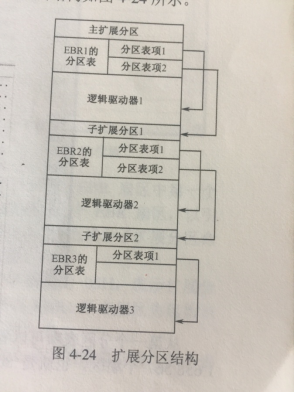 如图4-24所示。
主扩展分区
EBR1的
分区表
分区表项1
分区表项2
逻辑驱动器1
子扩展分区1
EBR2的
分区表
分区表项1
分区表项2
逻辑驱动器2
子扩展分区2
EBR3的
分区表
分区表项1
逻辑驱动器3
图 4-24 扩展分区结构